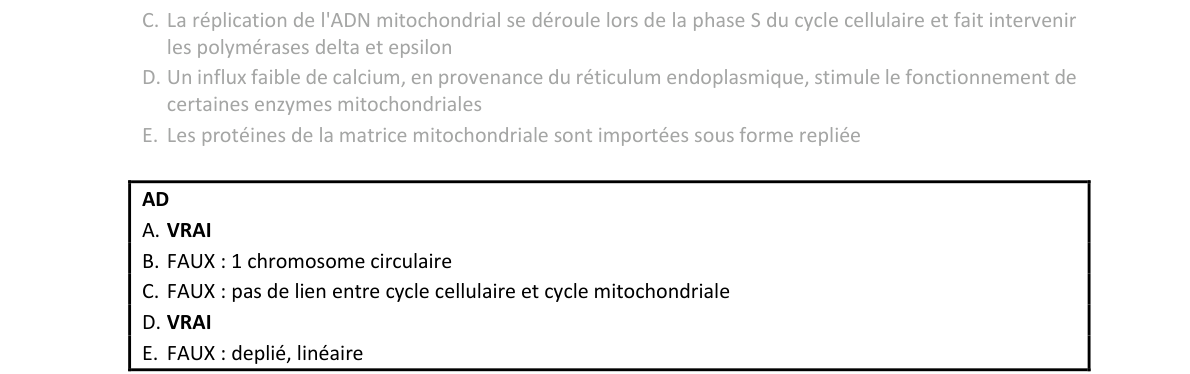 C. La réplication de l'ADN mitochondrial se déroule lors de la phase S du cycle cellulaire et fait intervenir
les polymérases delta et epsilon
D. Un influx faible de calcium, en provenance du réticulum endoplasmique, stimule le fonctionnement de
certaines enzymes mitochondriales
E. Les protéines de la matrice mitochondriale sont importées sous forme repliée
AD
A. VRAI
B. FAUX : 1 chromosome circulaire
C. FAUX : pas de lien entre cycle cellulaire et cycle mitochondriale
D. VRAI
E. FAUX : deplié, linéaire